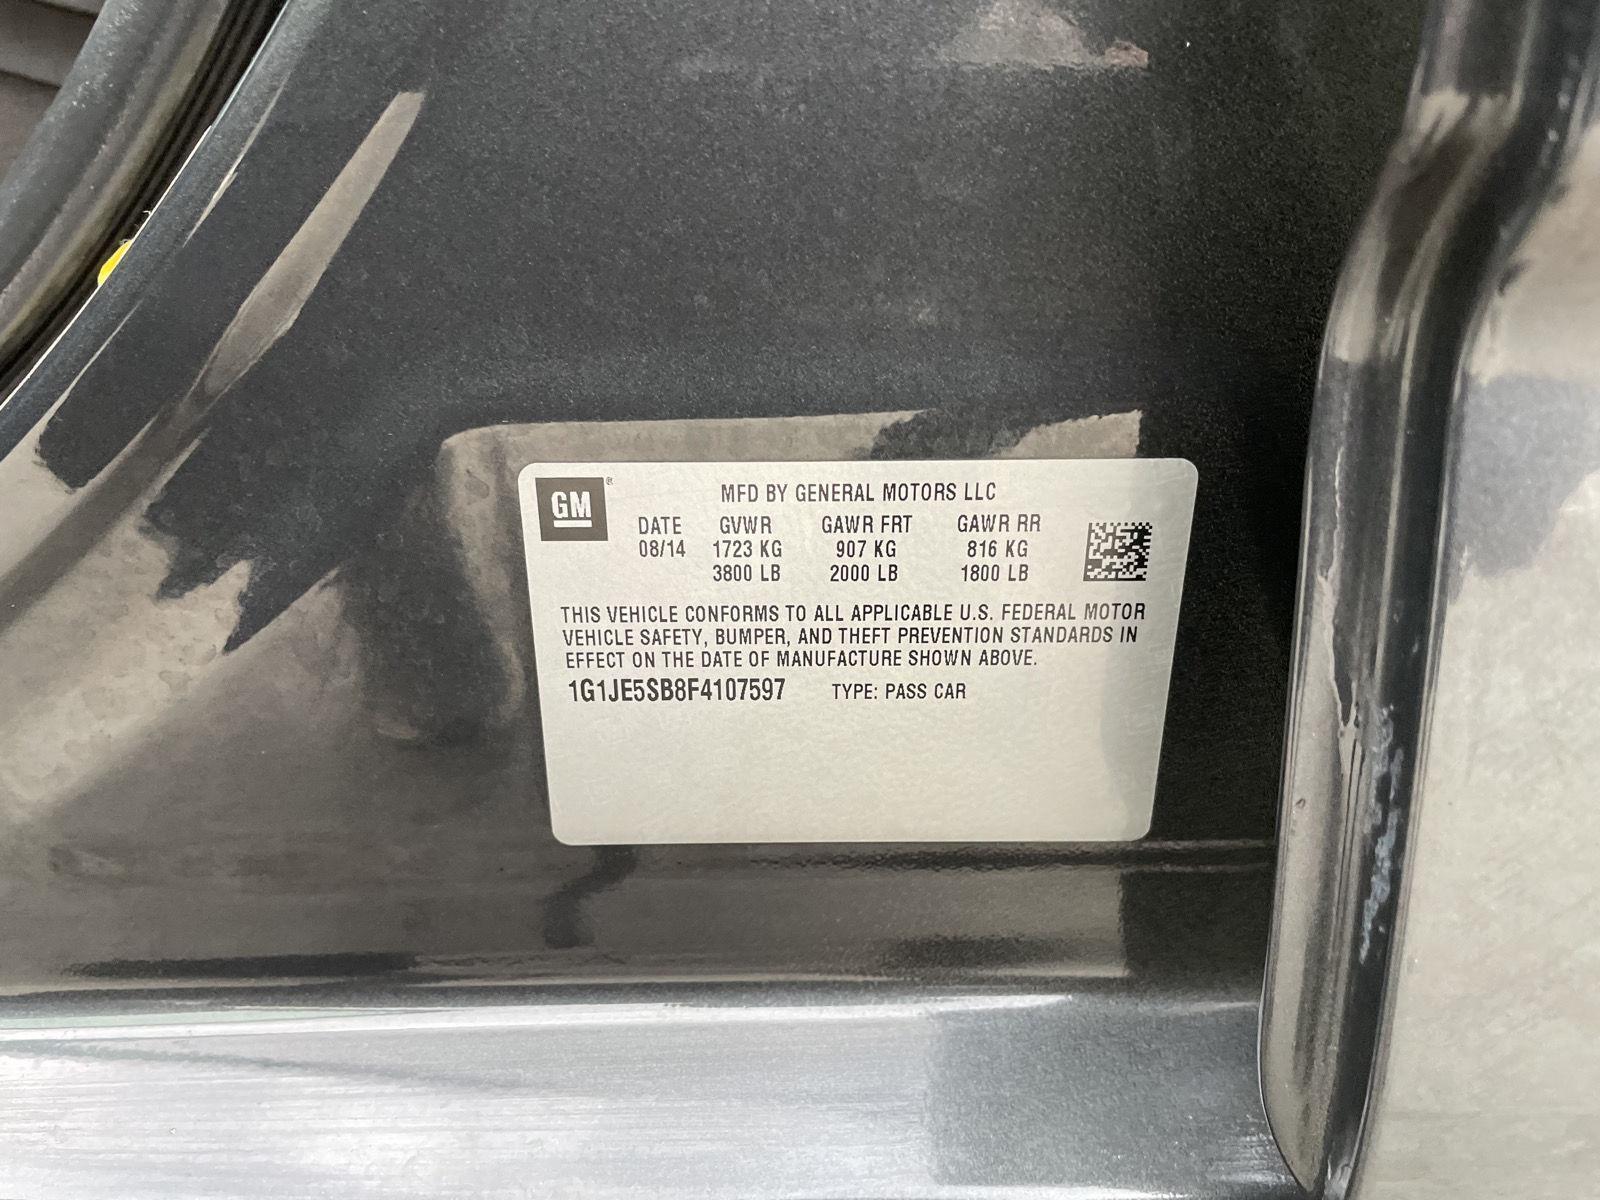 GM®
MFD BY GENERAL MOTORS LLC
DATE GVWR GAWR FRT GAWR RR
08/14 1723 KG 907 KG 816 KG
3800 LB 2000 LB 1800 LB
THIS VEHICLE CONFORMS TO ALL APPLICABLE U.S. FEDERAL MOTOR
VEHICLE SAFETY, BUMPER, AND THEFT PREVENTION STANDARDS IN
EFFECT ON THE DATE OF MANUFACTURE SHOWN ABOVE.
1G1JE5SB8F4107597 TYPE: PASS CAR